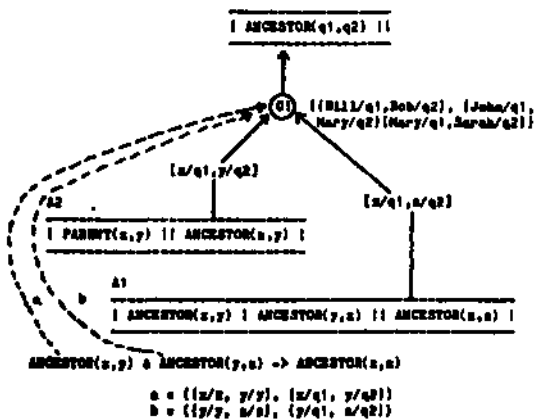 | ANCESTOR(q1,q2) ||
G1
[{Bill/q1,Bob/q2}, {John/q1,
Mary/q2}{Mary/q1,Sarah/q2}]
[x/q1,y/q2]
[x/q1,z/q2]
A2
| PARENT(x,y) || ANCESTOR(x,y) |
a
b
A1
| ANCESTOR(x,y) | ANCESTOR(y,z) || ANCESTOR(x,z) |
ANCESTOR(x,y) & ANCESTOR(y,z) -> ANCESTOR(x,z)
a = ({x/x, y/y}, {x/q1, y/q2})
b = ({y/y, z/z}, {y/q1, z/q2})